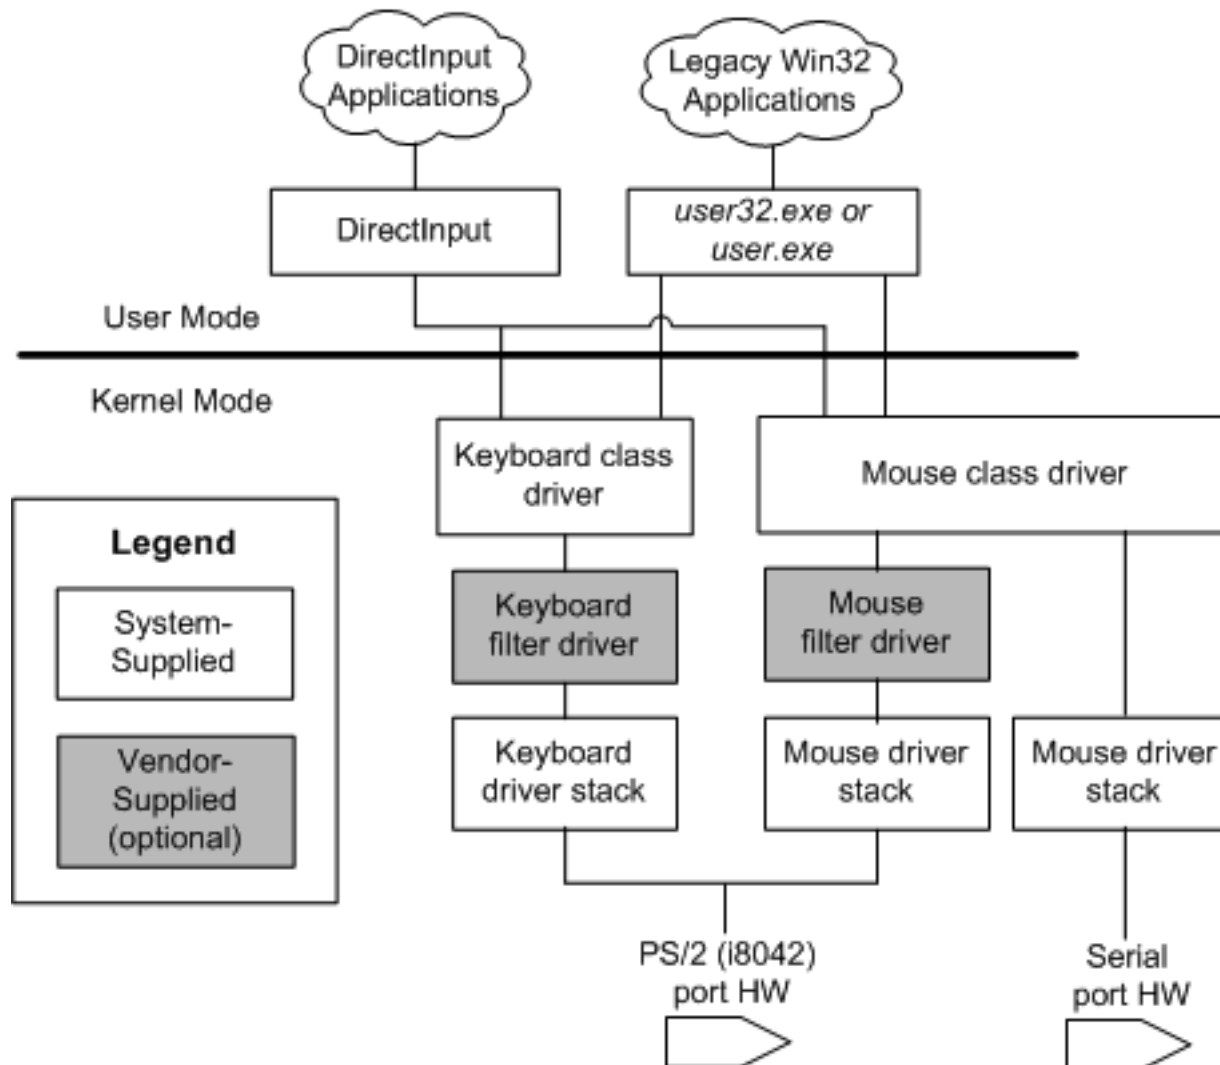 DirectInput
Applications
Legacy Win32
Applications
DirectInput
user32.exe or
user.exe
User Mode
Kernel Mode
Keyboard class
driver
Mouse class driver
Legend
System-
Supplied
Vendor-
Supplied
(optional)
Keyboard
filter driver
Mouse
filter driver
Keyboard
driver stack
Mouse driver
stack
Mouse driver
stack
PS/2 (i8042)
port HW
Serial
port HW